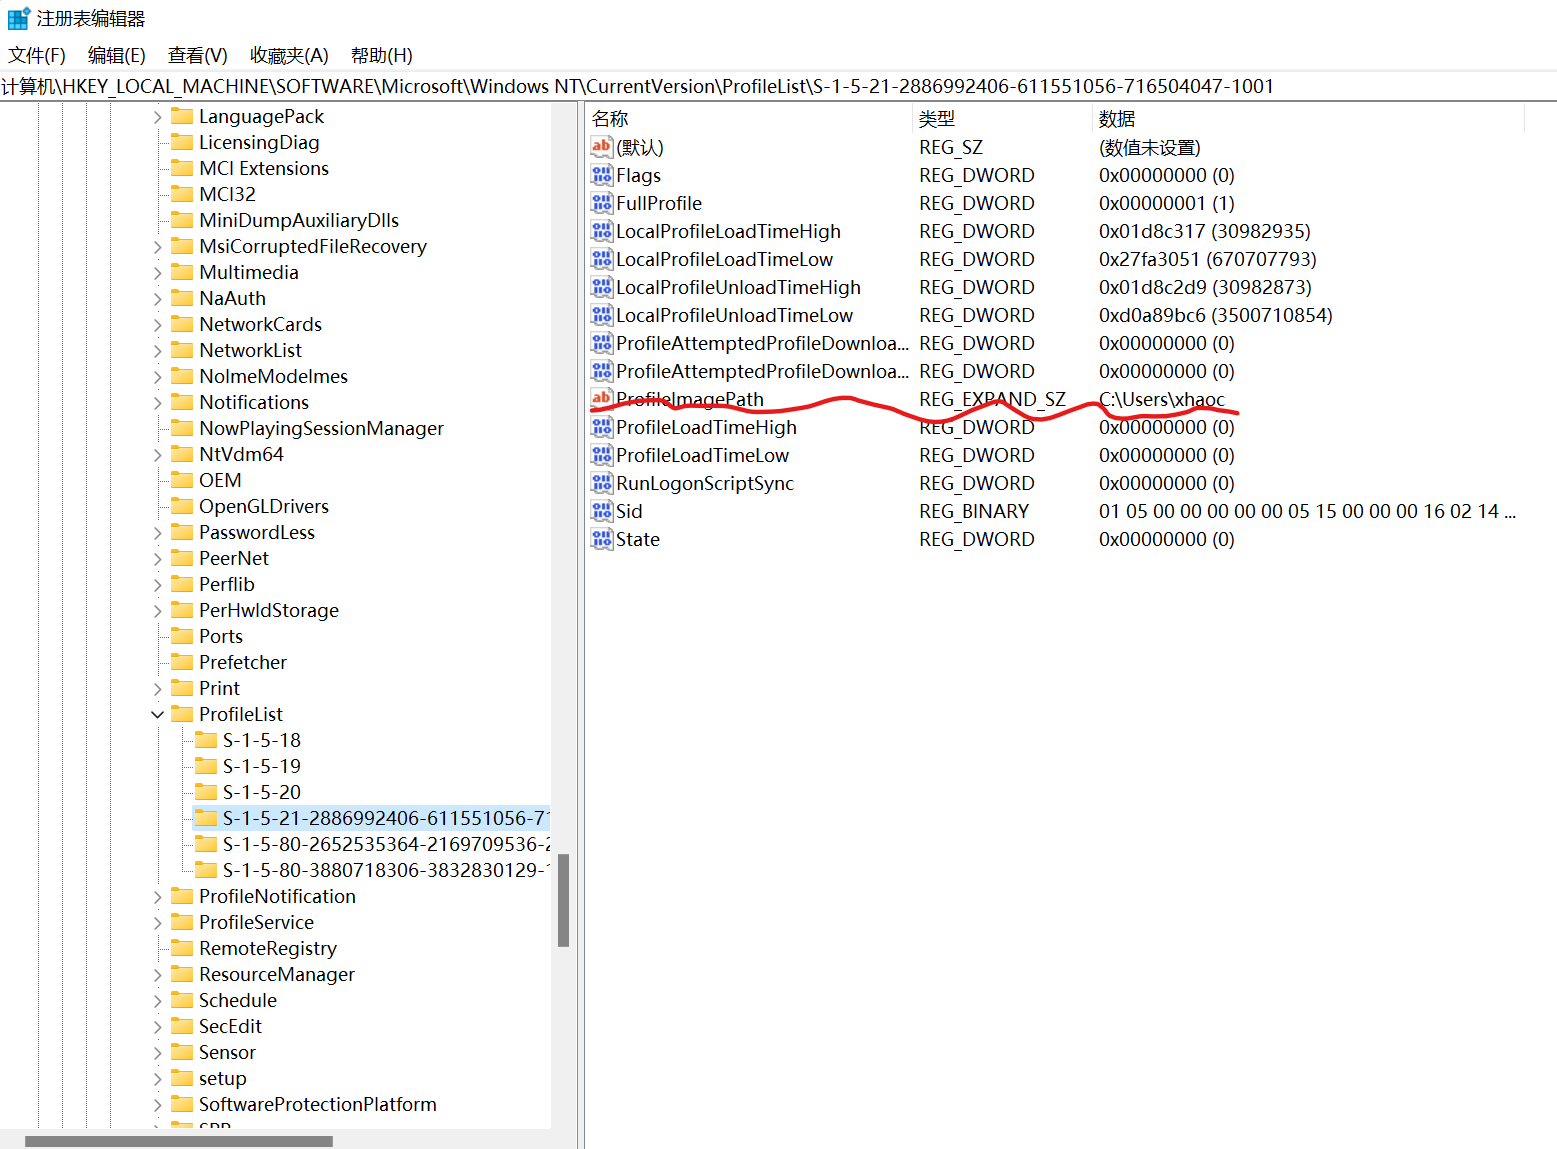 注册表编辑器
文件(F) 编辑(E) 查看(V) 收藏夹(A) 帮助(H)
计算机\HKEY_LOCAL_MACHINE\SOFTWARE\Microsoft\Windows NT\CurrentVersion\ProfileList\S-1-5-21-2886992406-611551056-716504047-1001
LanguagePack
LicensingDiag
MCI Extensions
MCI32
MiniDumpAuxiliaryDlls
MsiCorruptedFileRecovery
Multimedia
NaAuth
NetworkCards
NetworkList
NoImeModeImes
Notifications
NowPlayingSessionManager
NtVdm64
OEM
OpenGLDrivers
PasswordLess
PeerNet
Perflib
PerHwIdStorage
Ports
Prefetcher
Print
ProfileList
S-1-5-18
S-1-5-19
S-1-5-20
S-1-5-21-2886992406-611551056-71
S-1-5-80-2652535364-2169709536-2
S-1-5-80-3880718306-3832830129-1
ProfileNotification
ProfileService
RemoteRegistry
ResourceManager
Schedule
SecEdit
Sensor
setup
SoftwareProtectionPlatform
SPP
名称 类型 数据
(默认) REG_SZ (数值未设置)
Flags REG_DWORD 0x00000000 (0)
FullProfile REG_DWORD 0x00000001 (1)
LocalProfileLoadTimeHigh REG_DWORD 0x01d8c317 (30982935)
LocalProfileLoadTimeLow REG_DWORD 0x27fa3051 (670707793)
LocalProfileUnloadTimeHigh REG_DWORD 0x01d8c2d9 (30982873)
LocalProfileUnloadTimeLow REG_DWORD 0xd0a89bc6 (3500710854)
ProfileAttemptedProfileDownloa... REG_DWORD 0x00000000 (0)
ProfileAttemptedProfileDownloa... REG_DWORD 0x00000000 (0)
ProfileImagePath REG_EXPAND_SZ C:\Users\xhaoc
ProfileLoadTimeHigh REG_DWORD 0x00000000 (0)
ProfileLoadTimeLow REG_DWORD 0x00000000 (0)
RunLogonScriptSync REG_DWORD 0x00000000 (0)
Sid REG_BINARY 01 05 00 00 00 00 00 05 15 00 00 00 16 02 14 ...
State REG_DWORD 0x00000000 (0)